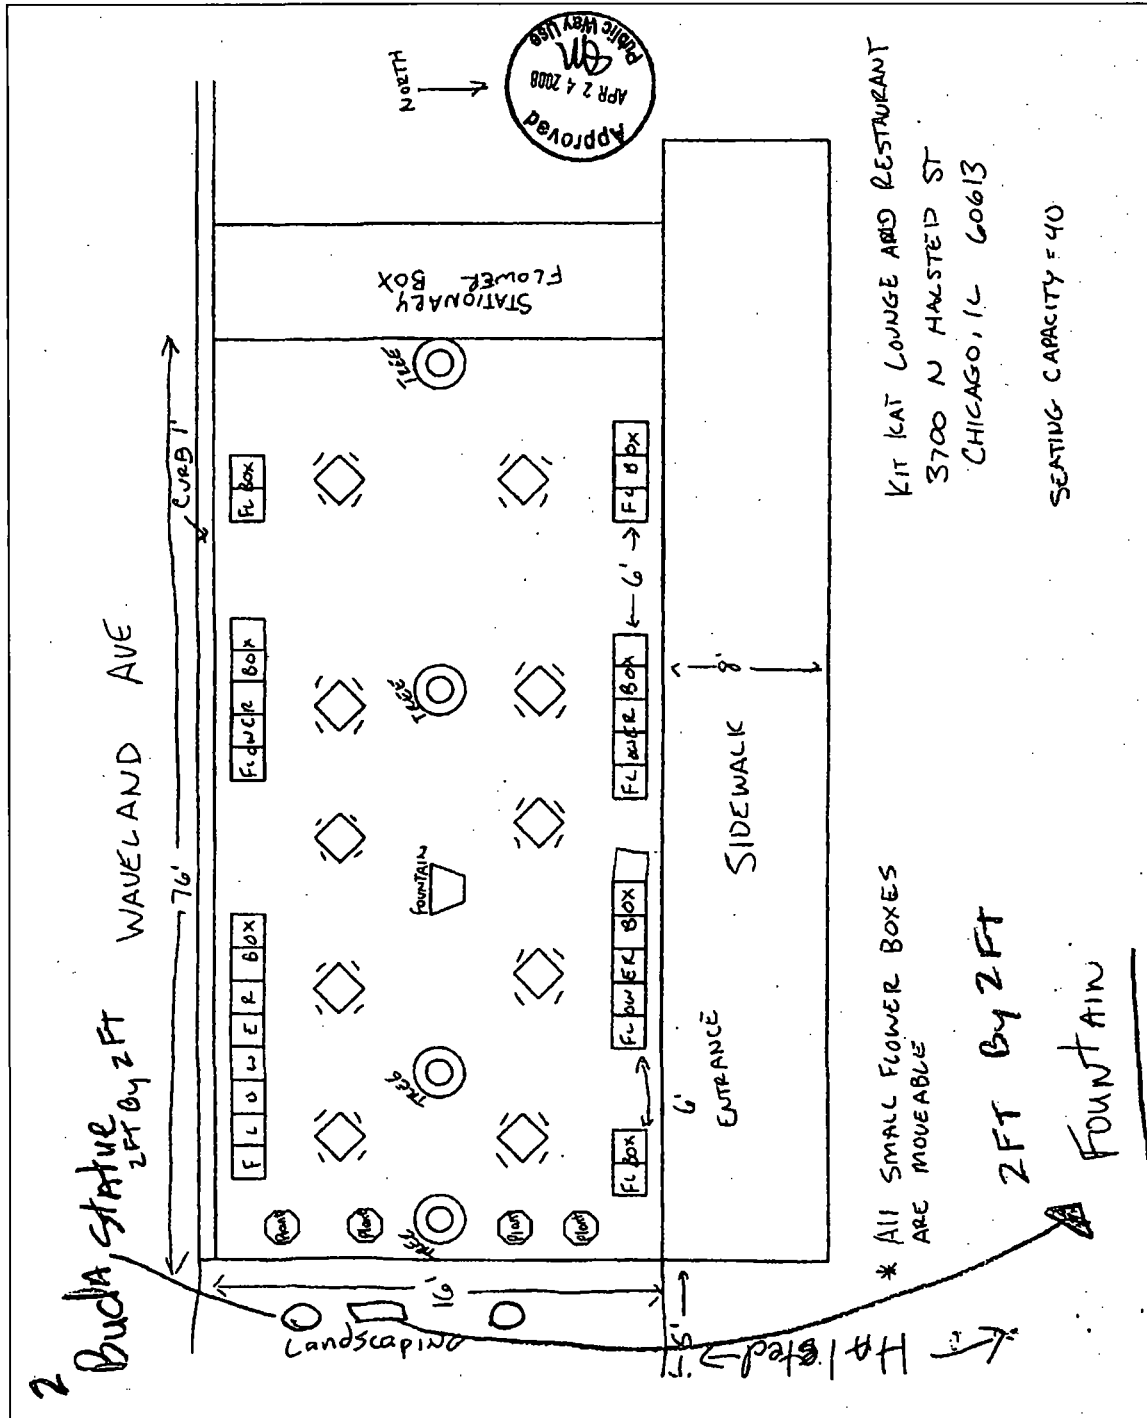 2 Buda Statue
2FT By 2FT
WAVELAND AVE
76'
CURB 1'
NORTH
Approved
APR 24 2008
Public Way Use
STATIONARY
FLOWER
BOX
FLOWER BOX
FLOWER BOX
FL BOX
TREE
TREE
TREE
TREE
FOUNTAIN
Plant
Plant
Plant
Plant
FL BOX
FLOWER BOX
FLOWER BOX
FL BOX
6'
6'
ENTRANCE
SIDEWALK
8'
16'
Landscaping
5'
Halsted
* All SMALL FLOWER BOXES
ARE MOVEABLE
2FT By 2FT
FOUNTAIN
KIT KAT LOUNGE AND RESTAURANT
3700 N HALSTED ST
CHICAGO, IL 60613
SEATING CAPACITY = 40